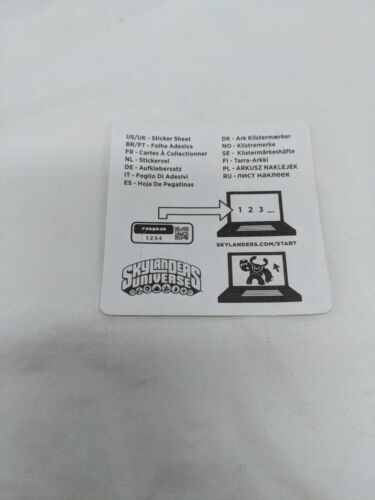 US/UK - Sticker Sheet
BR/PT - Folha Adesiva
FR - Cartes À Collectionner
NL - Stickervel
DE - Aufklebersatz
IT - Foglio Di Adesivi
ES - Hoja De Pegatinas
DK - Ark Klistermærker
NO - Klistremerke
SE - Klistermärkeshäfte
FI - Tarra-Arkki
PL - ARKUSZ NAKLEJEK
RU - лист наклеек
1 2 3 _
1-2-3-4
SKYLANDERS.COM/START
SKYLANDERS
UNIVERSE